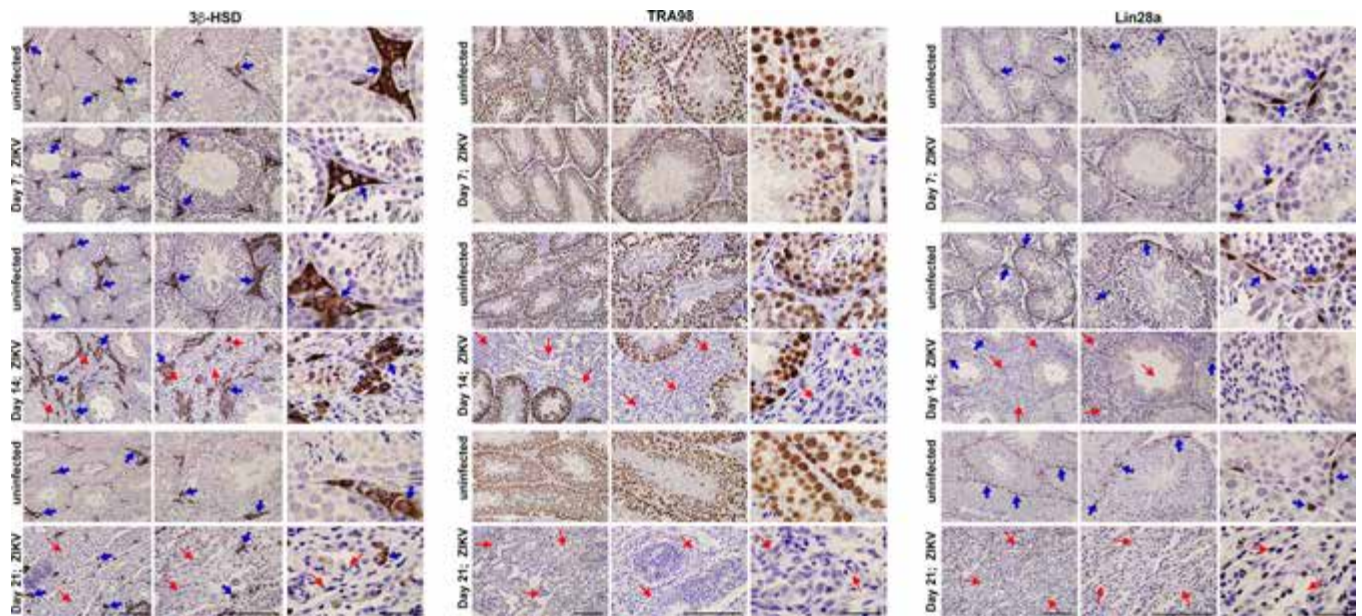 3β-HSD
uninfected
Day 7; ZIKV
uninfected
Day 14; ZIKV
uninfected
Day 21; ZIKV
TRA98
uninfected
Day 7; ZIKV
uninfected
Day 14; ZIKV
uninfected
Day 21; ZIKV
Lin28a
uninfected
Day 7; ZIKV
uninfected
Day 14; ZIKV
uninfected
Day 21; ZIKV